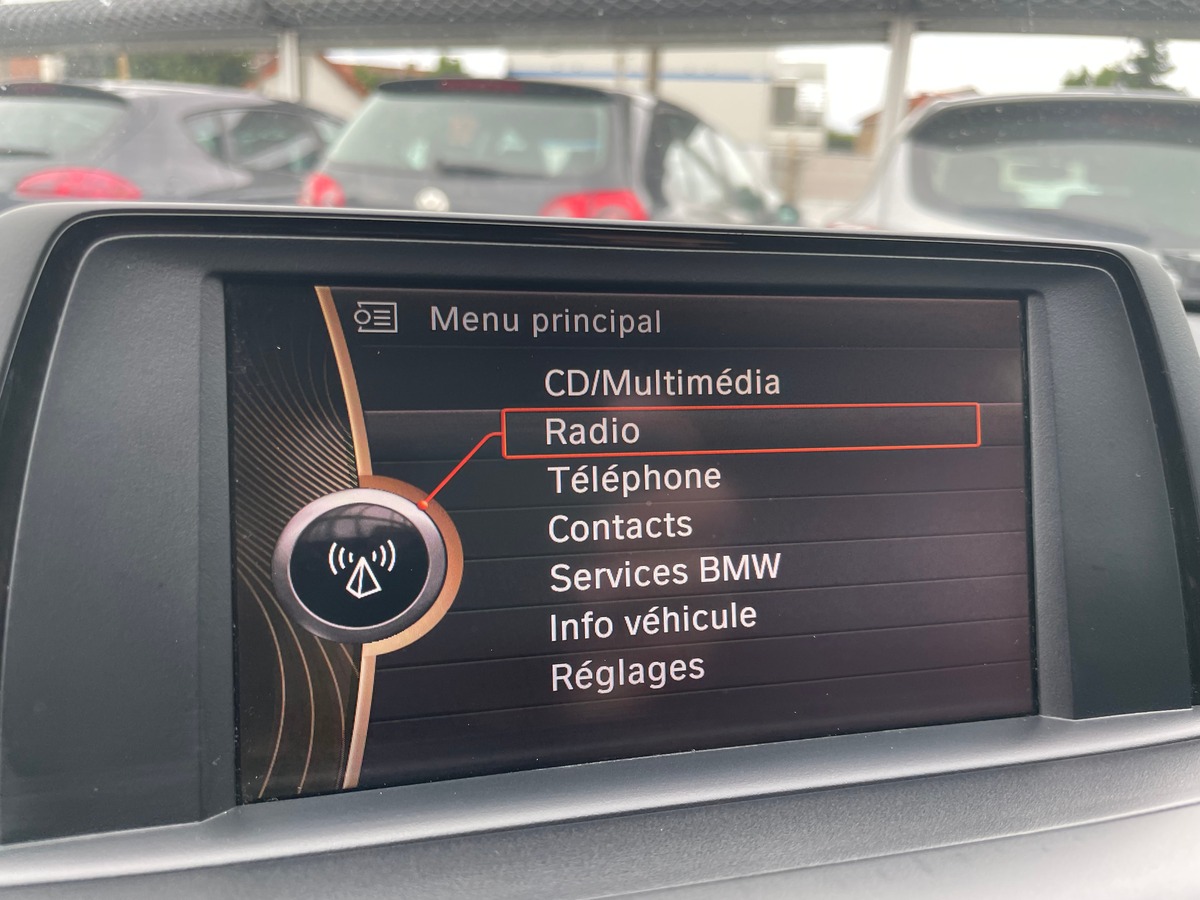 Menu principal
CD/Multimédia
Radio
Téléphone
Contacts
Services BMW
Info véhicule
Réglages